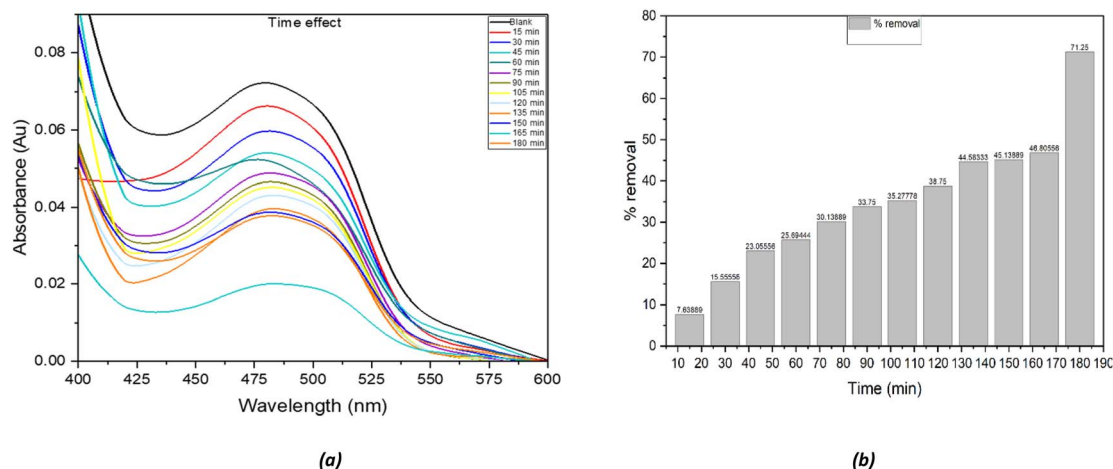 Time effect
Blank
15 min
30 min
45 min
60 min
75 min
90 min
105 min
120 min
135 min
150 min
165 min
180 min
Absorbance (Au)
0.08
0.06
0.04
0.02
0.00
400 425 450 475 500 525 550 575 600
Wavelength (nm)
(a)
% removal
% removal
80
70
60
50
40
30
20
10
0
7.63889
15.55556
23.05556
25.69444
30.13889
33.75
35.27778
38.75
44.58333
45.13889
46.80556
71.25
10 20 30 40 50 60 70 80 90 100 110 120 130 140 150 160 170 180 190
Time (min)
(b)